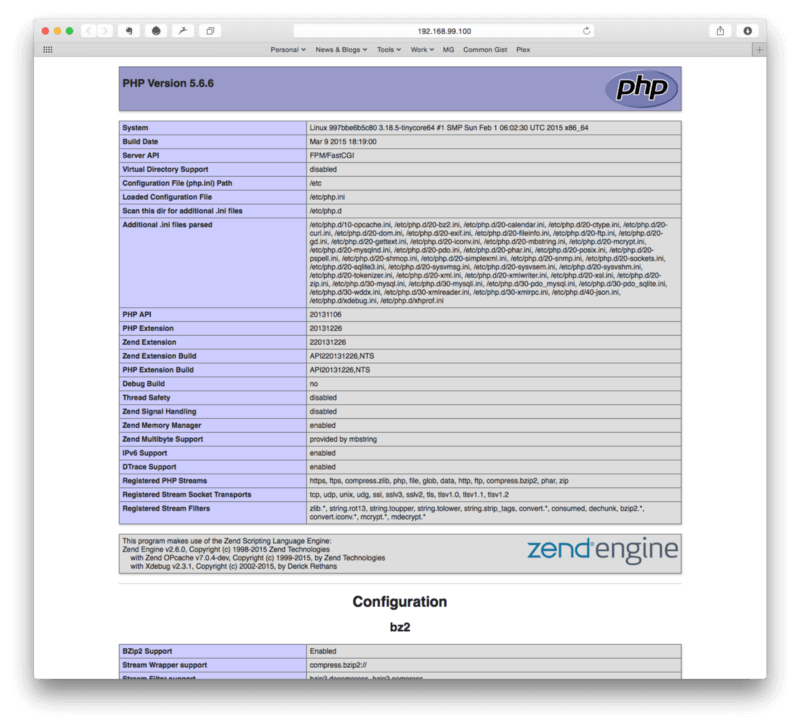 192.168.99.100
Personal News & Blogs Tools Work MG Common Gist Plex
PHP Version 5.6.6
php
System Linux 997bbe6b5c80 3.18.5-tinycore64 #1 SMP Sun Feb 1 06:02:30 UTC 2015 x86_64
Build Date Mar 9 2015 18:19:00
Server API FPM/FastCGI
Virtual Directory Support disabled
Configuration File (php.ini) Path /etc
Loaded Configuration File /etc/php.ini
Scan this dir for additional .ini files /etc/php.d
Additional .ini files parsed /etc/php.d/10-opcache.ini, /etc/php.d/20-bz2.ini, /etc/php.d/20-calendar.ini, /etc/php.d/20-ctype.ini, /etc/php.d/20-
curl.ini, /etc/php.d/20-dom.ini, /etc/php.d/20-exif.ini, /etc/php.d/20-fileinfo.ini, /etc/php.d/20-ftp.ini, /etc/php.d/20-
gd.ini, /etc/php.d/20-gettext.ini, /etc/php.d/20-iconv.ini, /etc/php.d/20-mbstring.ini, /etc/php.d/20-mcrypt.ini,
/etc/php.d/20-mysqlnd.ini, /etc/php.d/20-pdo.ini, /etc/php.d/20-phar.ini, /etc/php.d/20-posix.ini, /etc/php.d/20-
pspell.ini, /etc/php.d/20-shmop.ini, /etc/php.d/20-simplexml.ini, /etc/php.d/20-snmp.ini, /etc/php.d/20-sockets.ini,
/etc/php.d/20-sqlite3.ini, /etc/php.d/20-sysvmsg.ini, /etc/php.d/20-sysvsem.ini, /etc/php.d/20-sysvshm.ini,
/etc/php.d/20-tokenizer.ini, /etc/php.d/20-xml.ini, /etc/php.d/20-xmlwriter.ini, /etc/php.d/20-xsl.ini, /etc/php.d/20-
zip.ini, /etc/php.d/30-mysql.ini, /etc/php.d/30-mysqli.ini, /etc/php.d/30-pdo_mysql.ini, /etc/php.d/30-pdo_sqlite.ini,
/etc/php.d/30-wddx.ini, /etc/php.d/30-xmlreader.ini, /etc/php.d/30-xmlrpc.ini, /etc/php.d/40-json.ini,
/etc/php.d/xdebug.ini, /etc/php.d/xhprof.ini
PHP API 20131106
PHP Extension 20131226
Zend Extension 220131226
Zend Extension Build API220131226,NTS
PHP Extension Build API20131226,NTS
Debug Build no
Thread Safety disabled
Zend Signal Handling disabled
Zend Memory Manager enabled
Zend Multibyte Support provided by mbstring
IPv6 Support enabled
DTrace Support enabled
Registered PHP Streams https, ftps, compress.zlib, php, file, glob, data, http, ftp, compress.bzip2, phar, zip
Registered Stream Socket Transports tcp, udp, unix, udg, ssl, sslv3, sslv2, tls, tlsv1.0, tlsv1.1, tlsv1.2
Registered Stream Filters zlib.*, string.rot13, string.toupper, string.tolower, string.strip_tags, convert.*, consumed, dechunk, bzip2.*,
convert.iconv.*, mcrypt.*, mdecrypt.*
This program makes use of the Zend Scripting Language Engine:
Zend Engine v2.6.0, Copyright (c) 1998-2015 Zend Technologies
with Zend OPcache v7.0.4-dev, Copyright (c) 1999-2015, by Zend Technologies
with Xdebug v2.3.1, Copyright (c) 2002-2015, by Derick Rethans
zend engine
Configuration
bz2
BZip2 Support Enabled
Stream Wrapper support compress.bzip2://
Stream Filter support bzip2.decompress, bzip2.compress